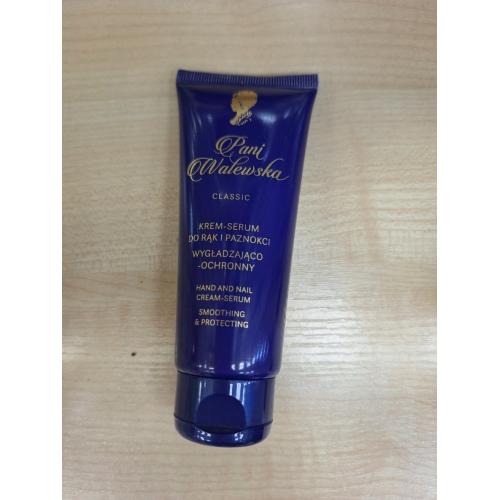 Pani
Walewska
CLASSIC
KREM-SERUM
DO RĄK I PAZNOKCI
WYGŁADZAJĄCO
-OCHRONNY
HAND AND NAIL
CREAM-SERUM
SMOOTHING
& PROTECTING